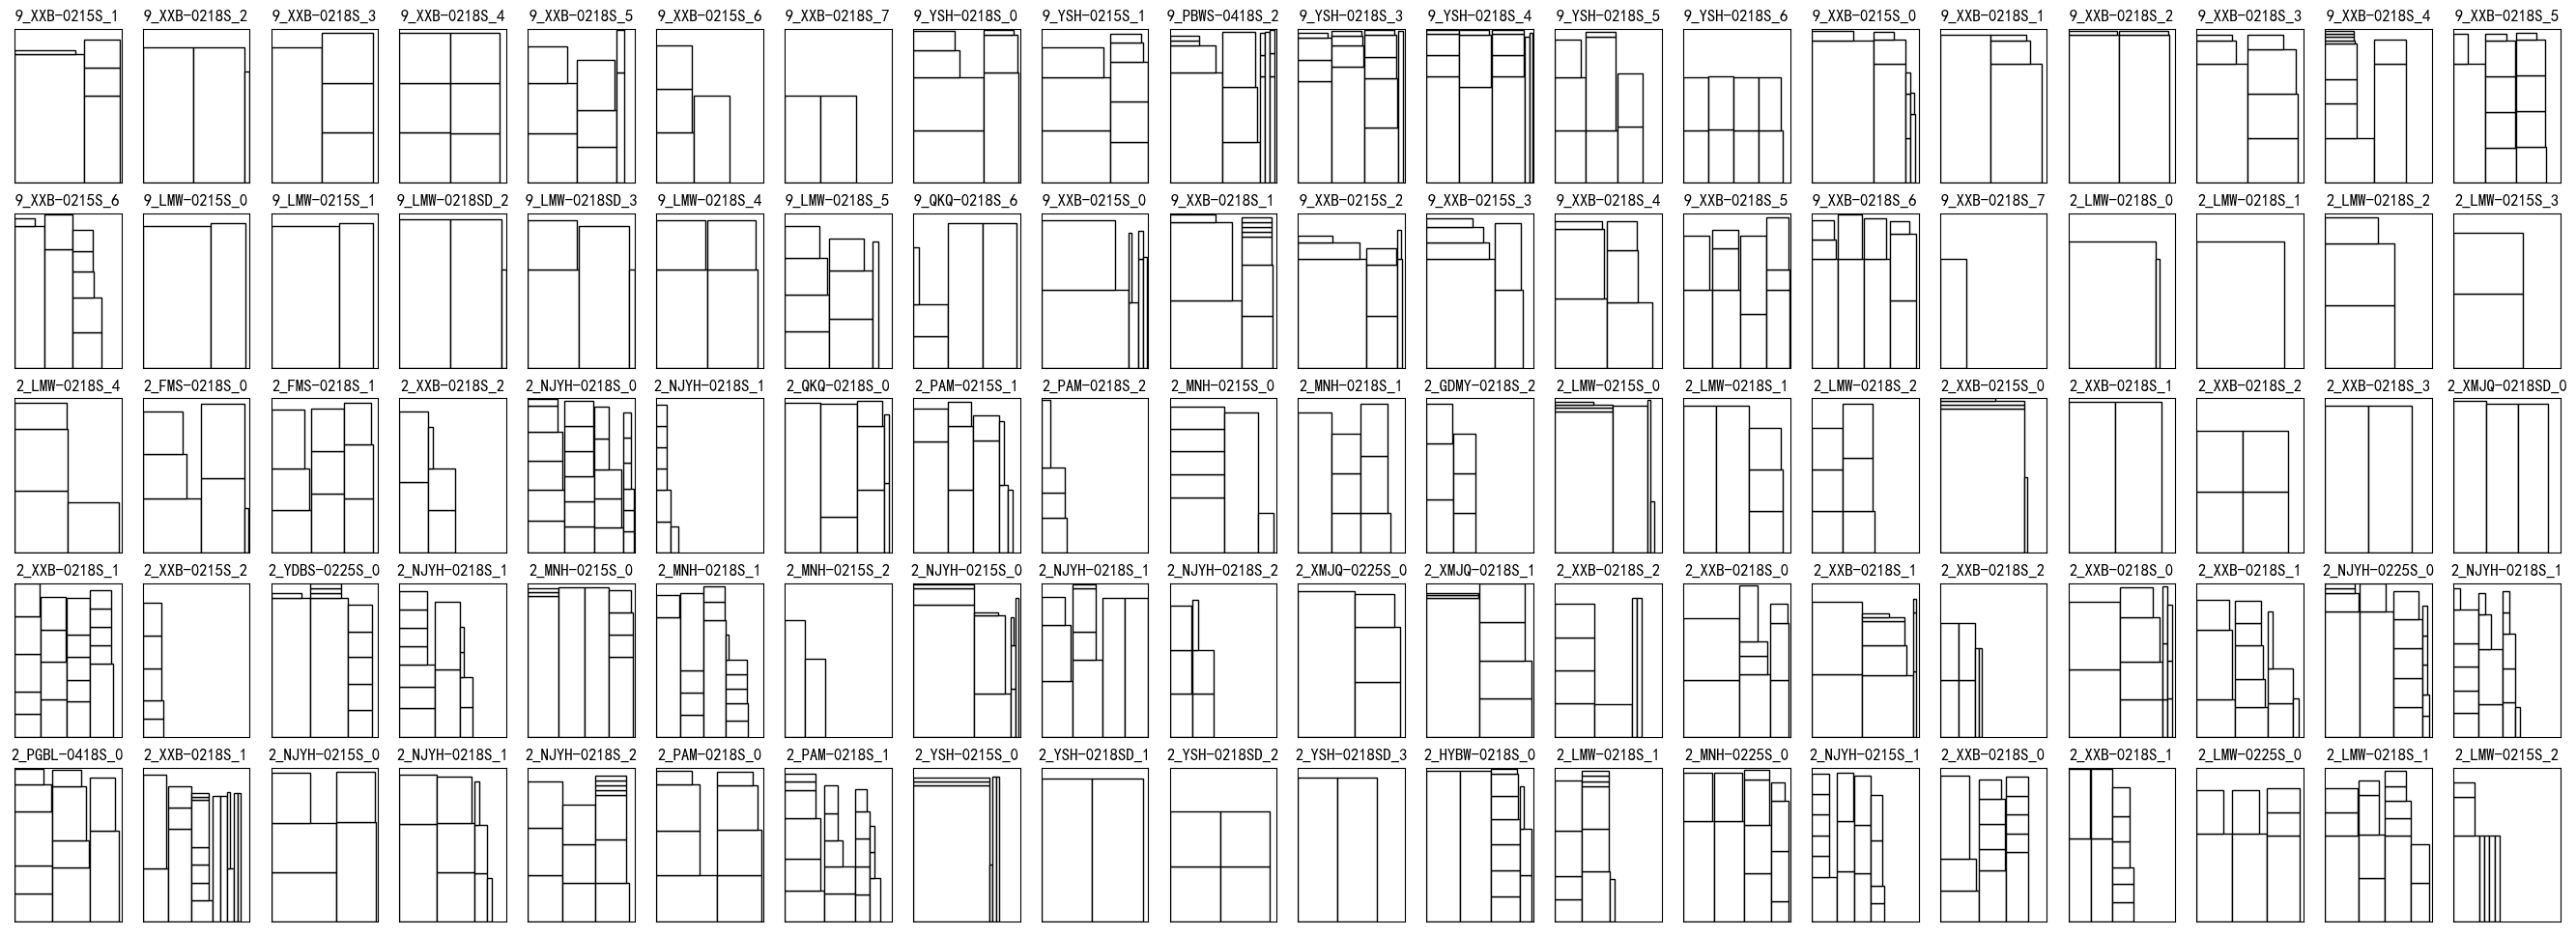 9_XXB-0215S_1 9_XXB-0218S_2 9_XXB-0218S_3 9_XXB-0218S_4 9_XXB-0218S_5 9_XXB-0215S_6 9_XXB-0218S_7 9_YSH-0218S_0 9_YSH-0215S_1 9_PBWS-0418S_2 9_YSH-0218S_3 9_YSH-0218S_4 9_YSH-0218S_5 9_YSH-0218S_6 9_XXB-0215S_0 9_XXB-0218S_1 9_XXB-0218S_2 9_XXB-0218S_3 9_XXB-0218S_4 9_XXB-0218S_5
9_XXB-0215S_6 9_LMW-0215S_0 9_LMW-0215S_1 9_LMW-0218SD_2 9_LMW-0218SD_3 9_LMW-0218S_4 9_LMW-0218S_5 9_QKQ-0218S_6 9_XXB-0215S_0 9_XXB-0218S_1 9_XXB-0215S_2 9_XXB-0215S_3 9_XXB-0218S_4 9_XXB-0218S_5 9_XXB-0218S_6 9_XXB-0218S_7 2_LMW-0218S_0 2_LMW-0218S_1 2_LMW-0218S_2 2_LMW-0215S_3
2_LMW-0218S_4 2_FMS-0218S_0 2_FMS-0218S_1 2_XXB-0218S_2 2_NJYH-0218S_0 2_NJYH-0218S_1 2_QKQ-0218S_0 2_PAM-0215S_1 2_PAM-0218S_2 2_MNH-0215S_0 2_MNH-0218S_1 2_GDMY-0218S_2 2_LMW-0215S_0 2_LMW-0218S_1 2_LMW-0218S_2 2_XXB-0215S_0 2_XXB-0218S_1 2_XXB-0218S_2 2_XXB-0218S_3 2_XMJQ-0218SD_0
2_XXB-0218S_1 2_XXB-0215S_2 2_YDBS-0225S_0 2_NJYH-0218S_1 2_MNH-0215S_0 2_MNH-0218S_1 2_MNH-0215S_2 2_NJYH-0215S_0 2_NJYH-0218S_1 2_NJYH-0218S_2 2_XMJQ-0225S_0 2_XMJQ-0218S_1 2_XXB-0218S_2 2_XXB-0218S_0 2_XXB-0218S_1 2_XXB-0218S_2 2_XXB-0218S_0 2_XXB-0218S_1 2_NJYH-0225S_0 2_NJYH-0218S_1
2_PGBL-0418S_0 2_XXB-0218S_1 2_NJYH-0215S_0 2_NJYH-0218S_1 2_NJYH-0218S_2 2_PAM-0218S_0 2_PAM-0218S_1 2_YSH-0215S_0 2_YSH-0218SD_1 2_YSH-0218SD_2 2_YSH-0218SD_3 2_HYBW-0218S_0 2_LMW-0218S_1 2_MNH-0225S_0 2_NJYH-0215S_1 2_XXB-0218S_0 2_XXB-0218S_1 2_LMW-0225S_0 2_LMW-0218S_1 2_LMW-0215S_2